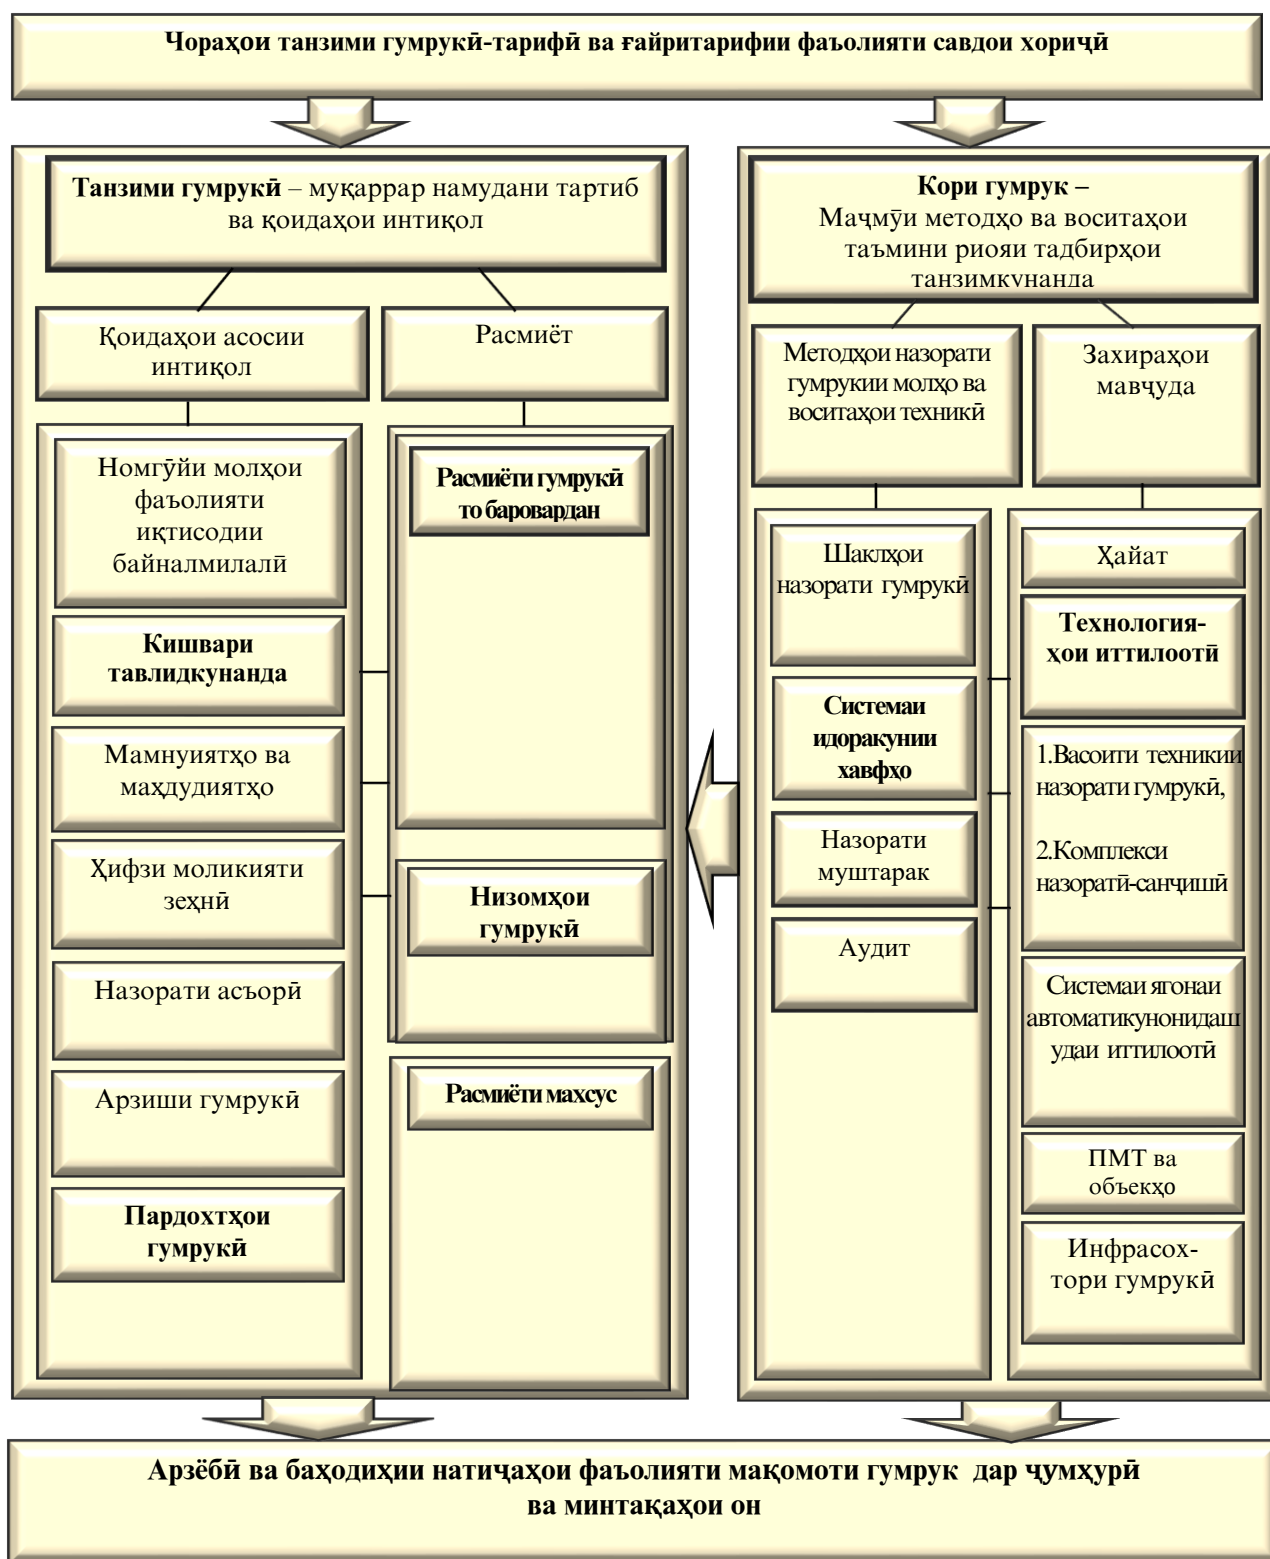 Чораҳои танзими гумрукӣ-тарифӣ ва ғайритарифии фаъолияти савдои хориҷӣ
Танзими гумрукӣ – муқаррар намудани тартиб
ва қоидаҳои интиқол
Қоидаҳои асосии
интиқол
Расмиёт
Номгӯйи молҳои
фаъолияти
иқтисодии
байналмилалӣ
Кишвари
тавлидкунанда
Мамнуиятҳо ва
маҳдудиятҳо
Ҳифзи моликияти
зеҳнӣ
Назорати асъорӣ
Арзиши гумрукӣ
Пардохтҳои
гумрукӣ
Расмиёти гумрукӣ
то баровардан
Низомҳои
гумрукӣ
Расмиёти махсус
Кори гумрук –
Маҷмӯи методҳо ва воситаҳои
таъмини риояи тадбирҳои
танзимкунанда
Методҳои назорати
гумрукии молҳо ва
воситаҳои техникӣ
Захираҳои
мавҷуда
Шаклҳои
назорати гумрукӣ
Системаи
идоракунии
хавфҳо
Назорати
муштарак
Аудит
Ҳайат
Технология-
ҳои иттилоотӣ
1.Васоити техникии
назорати гумрукӣ,
2.Комплекси
назоратӣ-санҷишӣ
Системаи ягонаи
автоматикунонидаш
удаи иттилоотӣ
ПМТ ва
объекҳо
Инфрасох-
тори гумрукӣ
Арзёбӣ ва баҳодиҳии натиҷаҳои фаъолияти мақомоти гумрук дар ҷумҳурӣ
ва минтақаҳои он